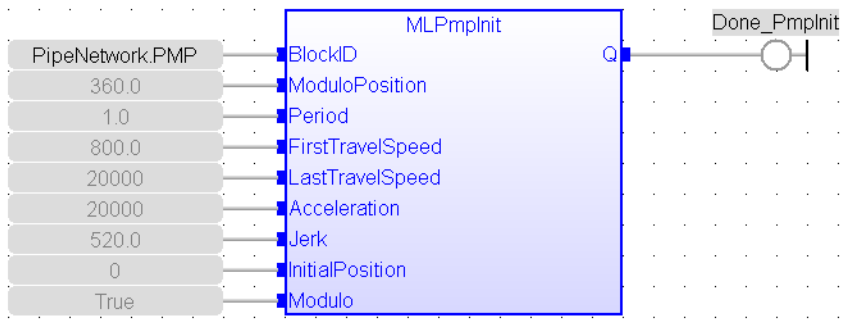 MLPmpInit
Done_PmpInit
PipeNetwork.PMP BlockID Q
360.0 ModuloPosition
1.0 Period
800.0 FirstTravelSpeed
20000 LastTravelSpeed
20000 Acceleration
520.0 Jerk
0 InitialPosition
True Modulo